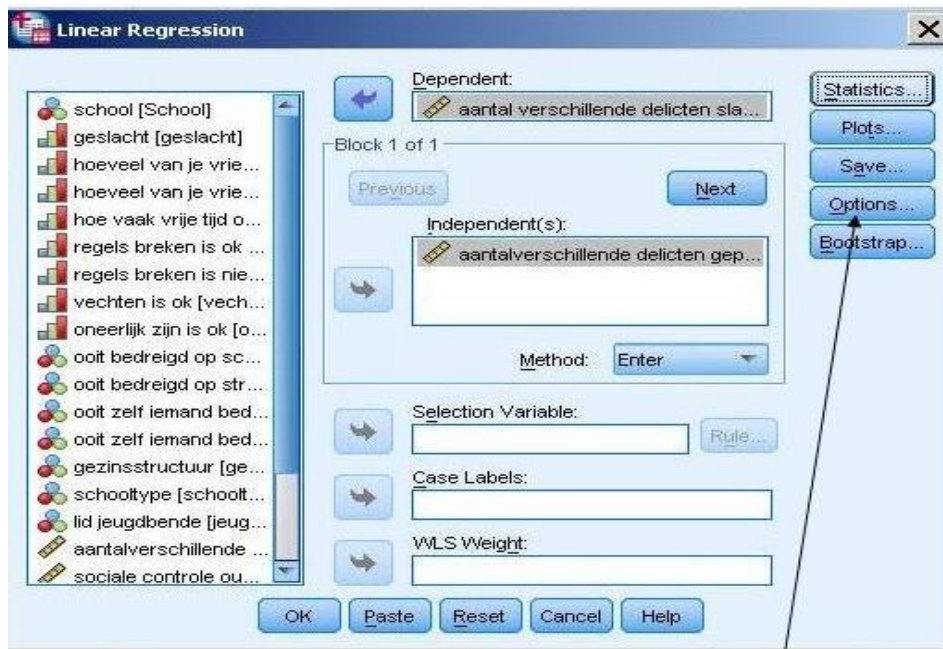 Linear Regression
school [School]
geslacht [geslacht]
hoeveel van je vrie...
hoeveel van je vrie...
hoe vaak vrije tijd o...
regels breken is ok ...
regels breken is nie...
vechten is ok [vech...
oneerlijk zijn is ok [o...
ooit bedreigd op sc...
ooit bedreigd op str...
ooit zelf iemand bed...
ooit zelf iemand bed...
gezinsstructuur [ge...
schooltype [schoolt...
lid jeugdbende [jeug...
aantalverschillende ...
sociale controle ou...
Dependent:
aantal verschillende delicten sla...
Block 1 of 1
Previous
Next
Independent(s):
aantalverschillende delicten gep...
Method:
Enter
Selection Variable:
Rule...
Case Labels:
WLS Weight:
Statistics...
Plots...
Save...
Options...
Bootstrap...
OK
Paste
Reset
Cancel
Help